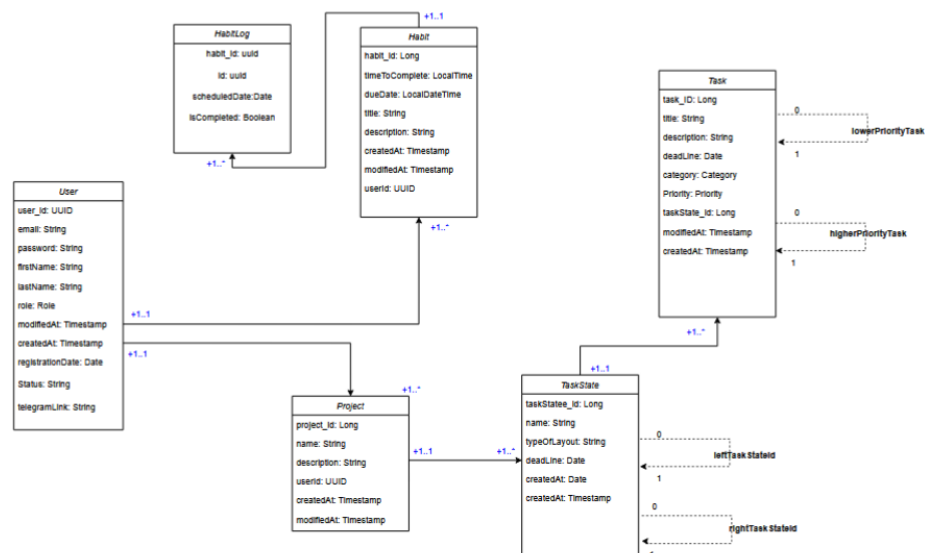 HabitLog
habit_id: uuid
id: uuid
scheduledDate:Date
isCompleted: Boolean
+1..*
+1..1
Habit
habit_id: Long
timeToComplete: LocalTime
dueDate: LocalDateTime
title: String
description: String
createdAt: Timestamp
modifiedAt: Timestamp
userId: UUID
+1..*
Task
task_ID: Long
title: String
description: String
deadLine: Date
category: Category
Priority: Priority
taskState_Id: Long
modifiedAt: Timestamp
createdAt: Timestamp
0
lowerPriorityTask
1
0
higherPriorityTask
1
+1..*
User
user_id: UUID
email: String
password: String
firstName: String
lastName: String
role: Role
modifiedAt: Timestamp
createdAt: Timestamp
registrationDate: Date
Status: String
telegramLink: String
+1..1
+1..1
+1..*
Project
project_id: Long
name: String
description: String
userId: UUID
createdAt: Timestamp
modifiedAt: Timestamp
+1..1
+1..*
+1..1
TaskState
taskStatee_Id: Long
name: String
typeOfLayout: String
deadLine: Date
createdAt: Date
createdAt: Timestamp
0
leftTaskStateId
1
0
rightTaskStateId